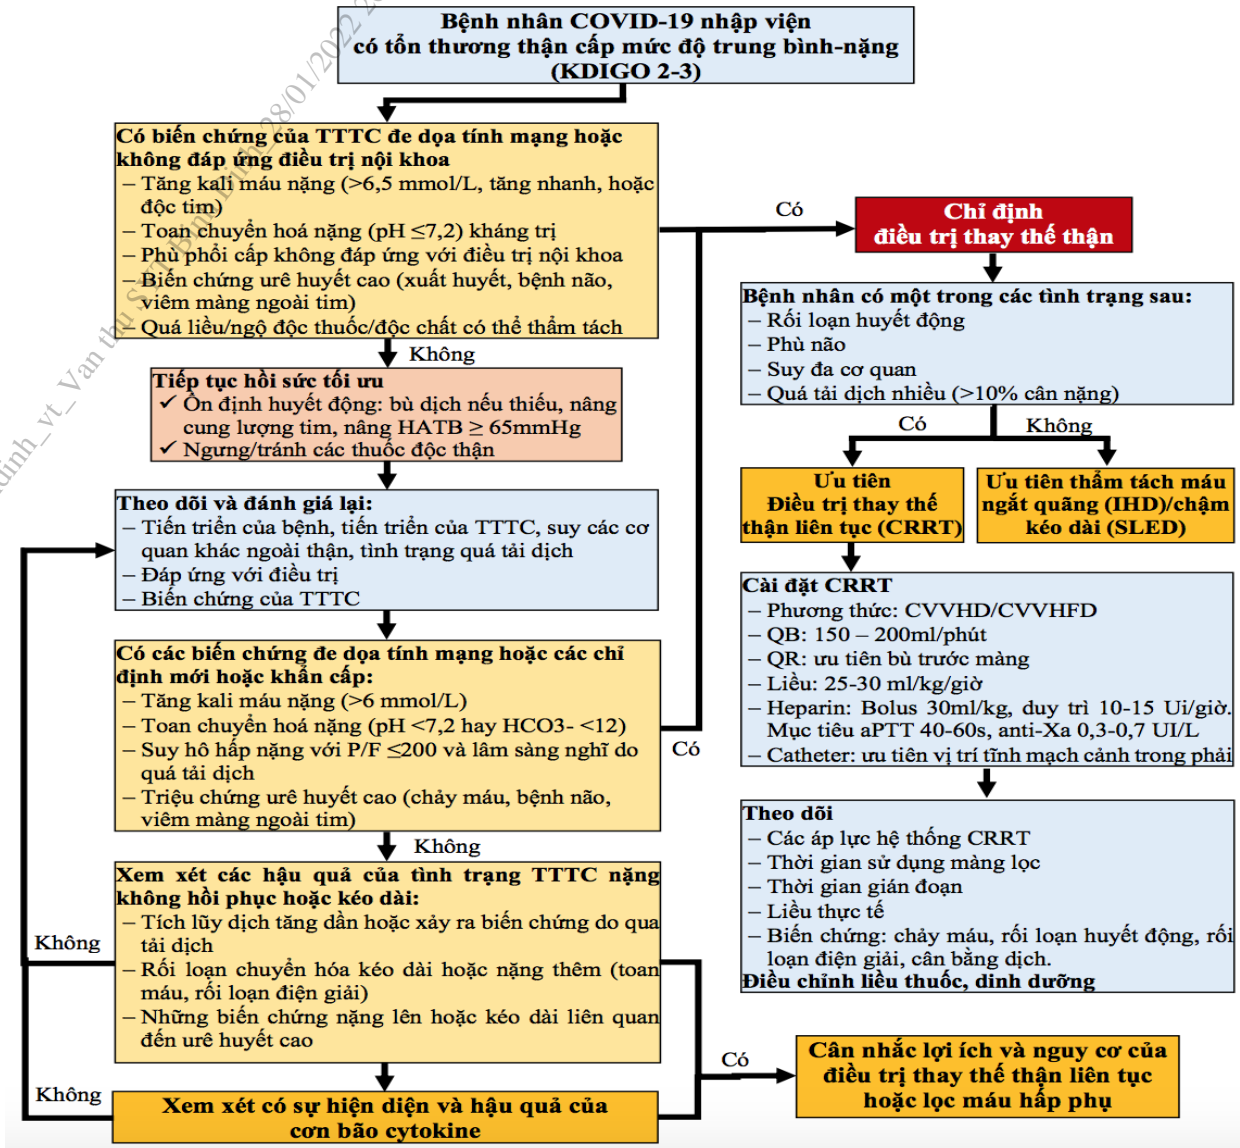 Bệnh nhân COVID-19 nhập viện
có tổn thương thận cấp mức độ trung bình-nặng
(KDIGO 2-3)
Có biến chứng của TTTC đe dọa tính mạng hoặc
không đáp ứng điều trị nội khoa
– Tăng kali máu nặng (>6,5 mmol/L, tăng nhanh, hoặc
độc tim)
– Toan chuyển hoá nặng (pH ≤7,2) kháng trị
– Phù phổi cấp không đáp ứng với điều trị nội khoa
– Biến chứng urê huyết cao (xuất huyết, bệnh não,
viêm màng ngoài tim)
– Quá liều/ngộ độc thuốc/độc chất có thể thẩm tách
Có
Không
Tiếp tục hồi sức tối ưu
✓ Ổn định huyết động: bù dịch nếu thiếu, nâng
cung lượng tim, nâng HATB ≥ 65mmHg
✓ Ngưng/tránh các thuốc độc thận
Theo dõi và đánh giá lại:
– Tiến triển của bệnh, tiến triển của TTTC, suy các cơ
quan khác ngoài thận, tình trạng quá tải dịch
– Đáp ứng với điều trị
– Biến chứng của TTTC
Có các biến chứng đe dọa tính mạng hoặc các chỉ
định mới hoặc khẩn cấp:
– Tăng kali máu nặng (>6 mmol/L)
– Toan chuyển hoá nặng (pH <7,2 hay HCO3- <12)
– Suy hô hấp nặng với P/F ≤200 và lâm sàng nghĩ do
quá tải dịch
– Triệu chứng urê huyết cao (chảy máu, bệnh não,
viêm màng ngoài tim)
Có
Không
Xem xét các hậu quả của tình trạng TTTC nặng
không hồi phục hoặc kéo dài:
– Tích lũy dịch tăng dần hoặc xảy ra biến chứng do qua
tải dịch
– Rối loạn chuyển hóa kéo dài hoặc nặng thêm (toan
máu, rối loạn điện giải)
– Những biến chứng nặng lên hoặc kéo dài liên quan
đến urê huyết cao
Không
Xem xét có sự hiện diện và hậu quả của
cơn bão cytokine
Không
Có
Chỉ định
điều trị thay thế thận
Bệnh nhân có một trong các tình trạng sau:
– Rối loạn huyết động
– Phù não
– Suy đa cơ quan
– Quá tải dịch nhiều (>10% cân nặng)
Có
Không
Ưu tiên
Điều trị thay thế
thận liên tục (CRRT)
Ưu tiên thẩm tách máu
ngắt quãng (IHD)/chậm
kéo dài (SLED)
Cài đặt CRRT
– Phương thức: CVVHD/CVVHFD
– QB: 150 – 200ml/phút
– QR: ưu tiên bù trước màng
– Liều: 25-30 ml/kg/giờ
– Heparin: Bolus 30ml/kg, duy trì 10-15 Ui/giờ.
Mục tiêu aPTT 40-60s, anti-Xa 0,3-0,7 UI/L
– Catheter: ưu tiên vị trí tĩnh mạch cảnh trong phải
Theo dõi
– Các áp lực hệ thống CRRT
– Thời gian sử dụng màng lọc
– Thời gian gián đoạn
– Liều thực tế
– Biến chứng: chảy máu, rối loạn huyết động, rối
loạn điện giải, cân bằng dịch.
Điều chỉnh liều thuốc, dinh dưỡng
Cân nhắc lợi ích và nguy cơ của
điều trị thay thế thận liên tục
hoặc lọc máu hấp phụ
dinh_vt_Van thu SYT Binh Dinh_28/01/2022